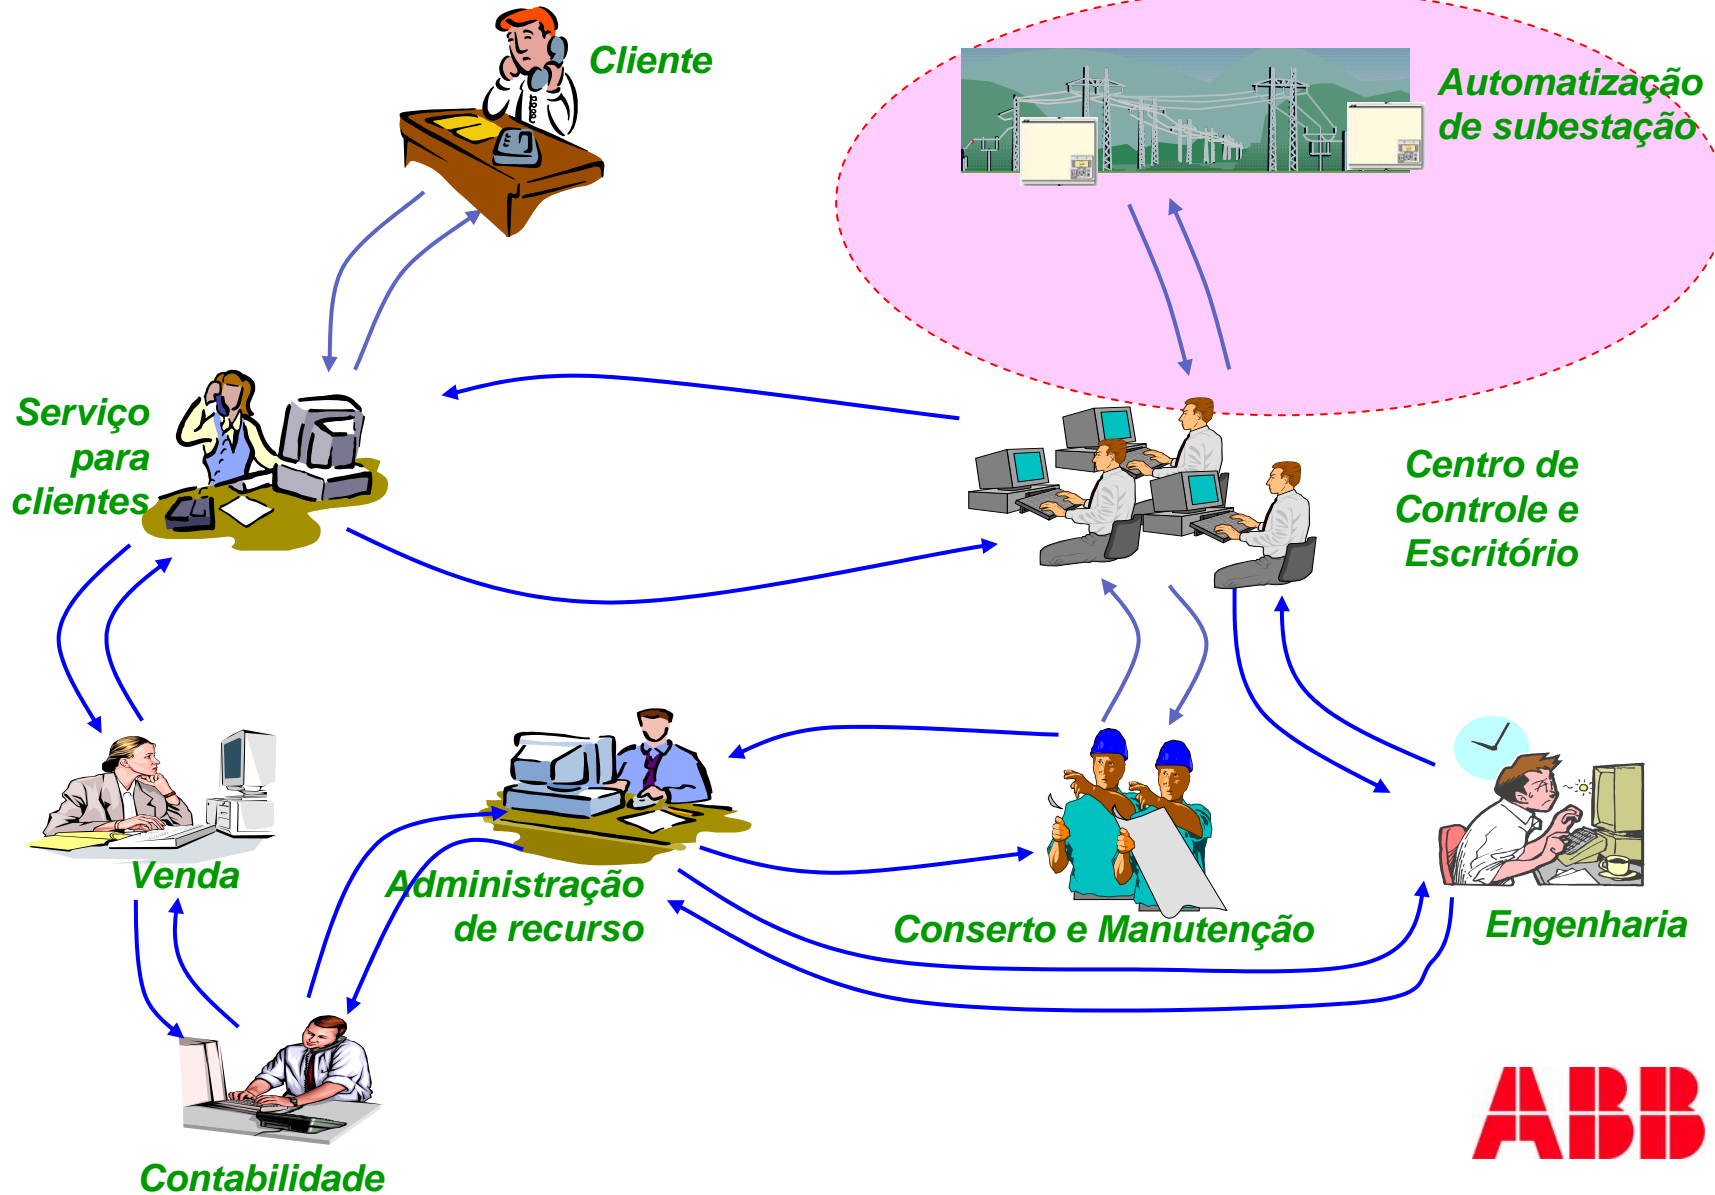 Cliente
Automatização
de subestação
Serviço
para
clientes
Centro de
Controle e
Escritório
Venda
Administração
de recurso
Conserto e Manutenção
Engenharia
Contabilidade
ABB